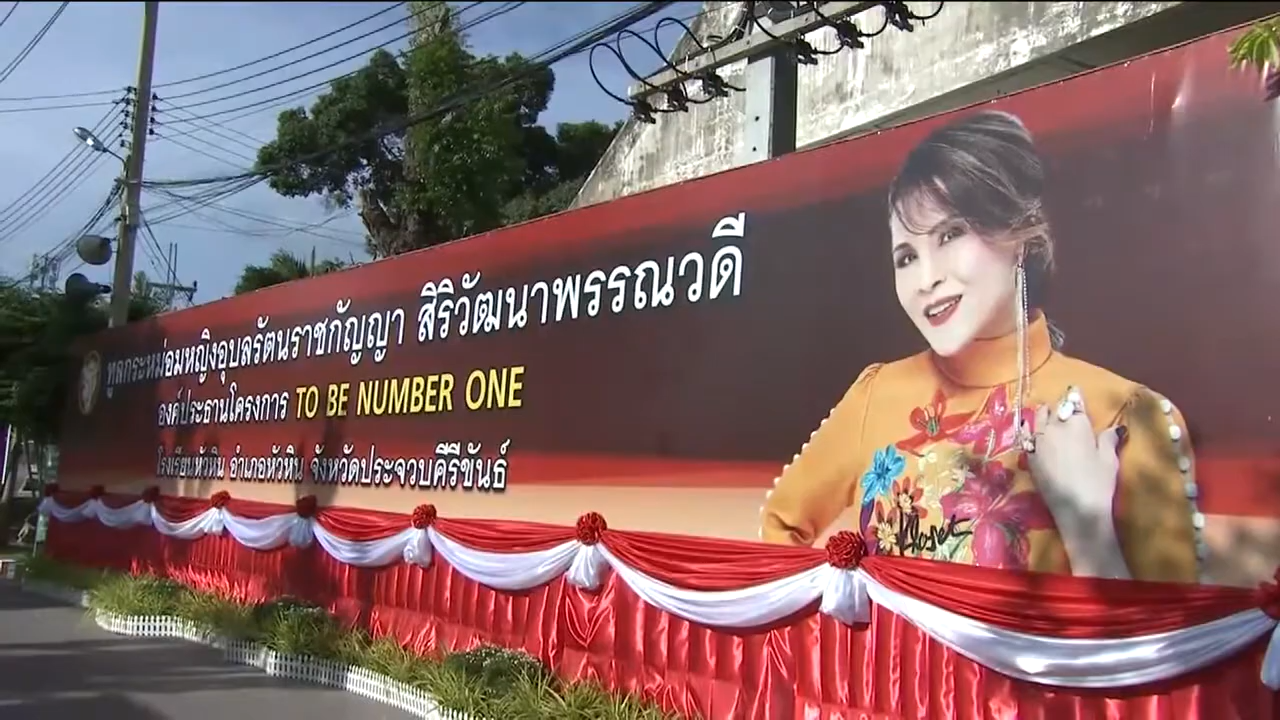 ทูลกระหม่อมหญิงอุบลรัตนราชกัญญา สิริวัฒนาพรรณวดี
องค์ประธานโครงการ TO BE NUMBER ONE
โรงเรียนหัวหิน อำเภอหัวหิน จังหวัดประจวบคีรีขันธ์
Kloset